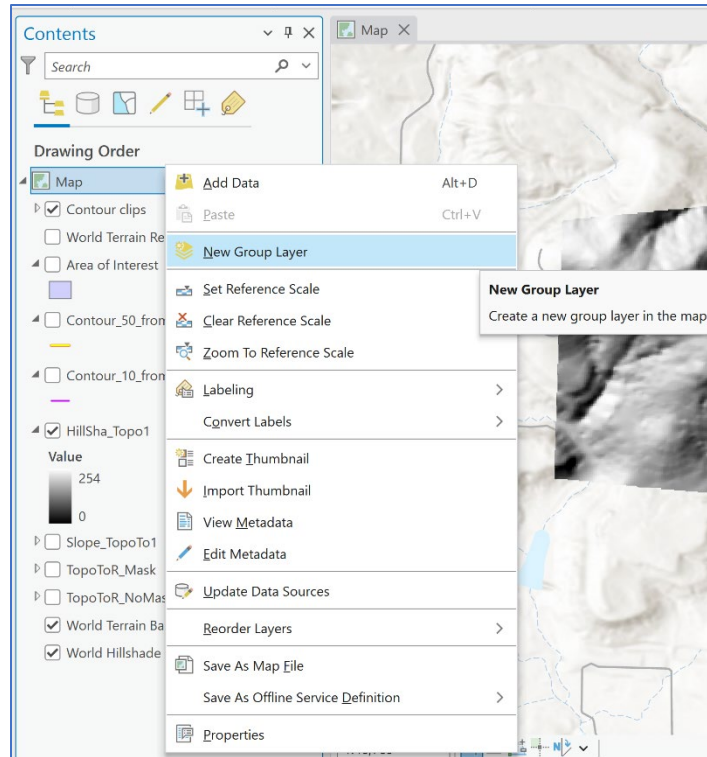 Contents
Map
Search
Drawing Order
Map
Contour clips
World Terrain Re
Area of Interest
Contour_50_from
Contour_10_from
HillSha_Topo1
Value
254
0
Slope_TopoTo1
TopoToR_Mask
TopoToR_NoMas
World Terrain Ba
World Hillshade
Add Data Alt+D
Paste Ctrl+V
New Group Layer
Set Reference Scale
Clear Reference Scale
Zoom To Reference Scale
Labeling
Convert Labels
Create Thumbnail
Import Thumbnail
View Metadata
Edit Metadata
Update Data Sources
Reorder Layers
Save As Map File
Save As Offline Service Definition
Properties
New Group Layer
Create a new group layer in the map
N